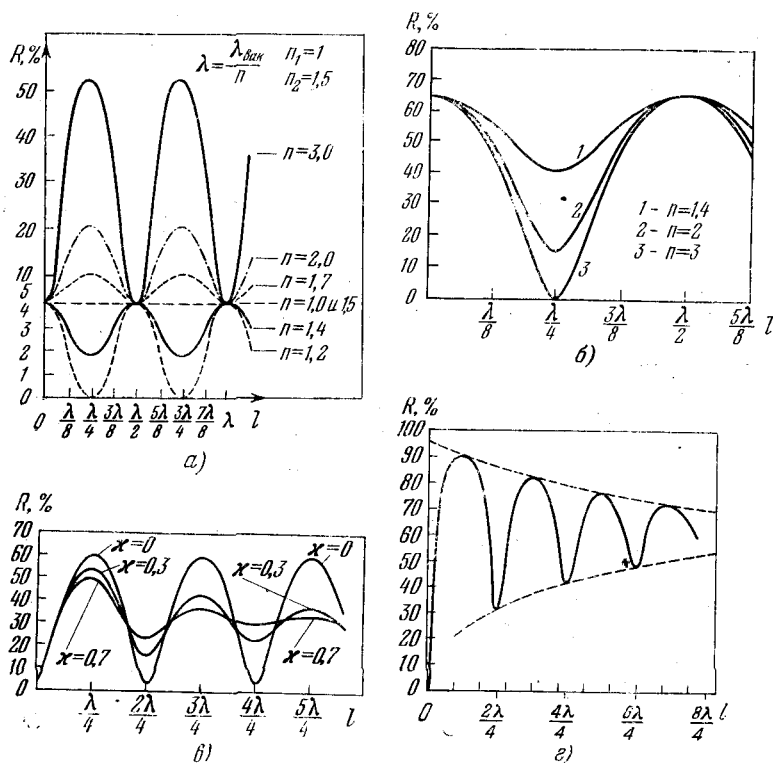 R, %
λ = λвак/n n₁=1
n₂=1,5
50
40
30
20
10
5
4
3
2
1
0
n=3,0
n=2,0
n=1,7
n=1,0 и 1,5
n=1,4
n=1,2
0 λ/8 λ/4 3λ/8 λ/2 5λ/8 3λ/4 7λ/8 λ l
а)
R, %
80
70
60
50
40
30
20
10
0
1
2
3
1 - n=1,4
2 - n=2
3 - n=3
λ/8 λ/4 3λ/8 λ/2 5λ/8 l
б)
R, %
70
60
50
40
30
20
10
0
ϰ=0
ϰ=0,3
ϰ=0,7
ϰ=0,3
ϰ=0
ϰ=0,7
λ/4 2λ/4 3λ/4 4λ/4 5λ/4 l
в)
R, %
100
90
80
70
60
50
40
30
20
10
0 2λ/4 4λ/4 6λ/4 8λ/4 l
г)